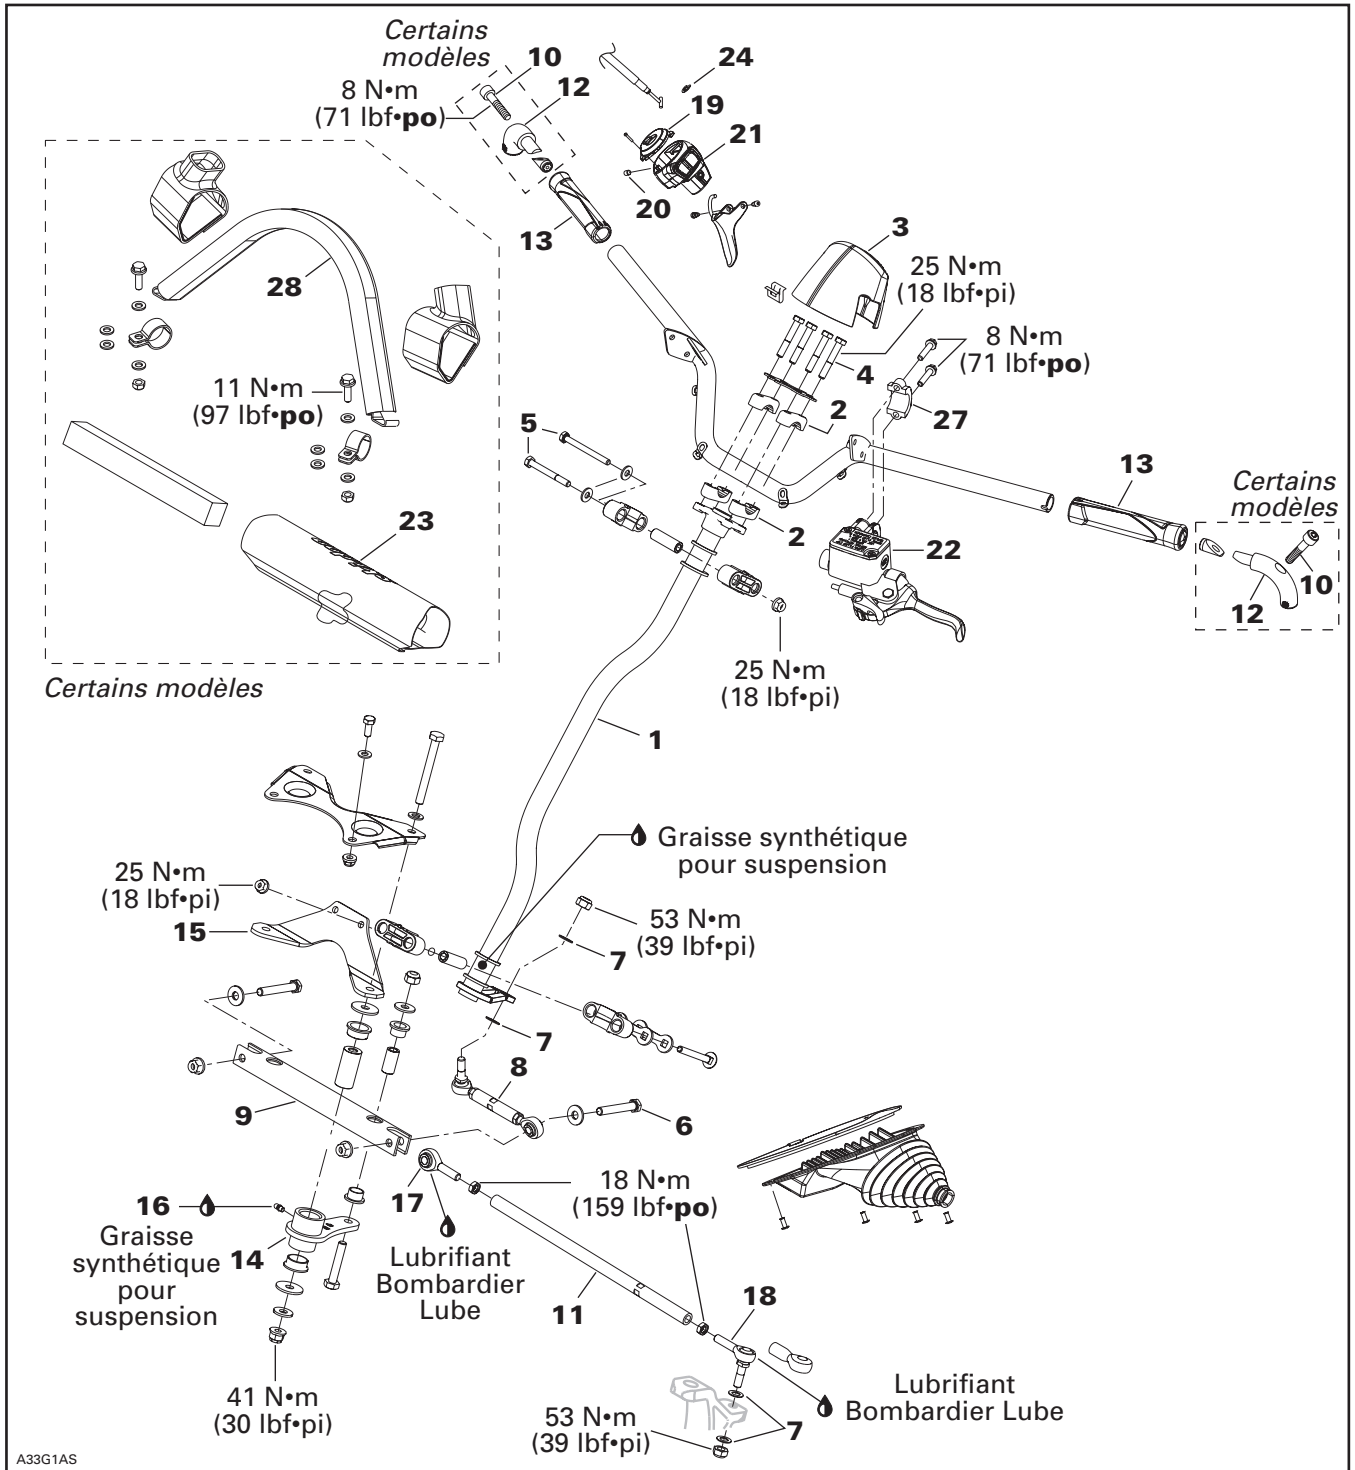 Certains
modèles
10
24
8 N•m
(71 lbf•po)
12
19
21
20
13
3
28
25 N•m
(18 lbf•pi)
8 N•m
(71 lbf•po)
4
11 N•m
(97 lbf•po)
2
27
5
13
Certains
modèles
23
2
22
10
12
25 N•m
(18 lbf•pi)
Certains modèles
1
Graisse synthétique
pour suspension
25 N•m
(18 lbf•pi)
53 N•m
(39 lbf•pi)
15
7
7
8
9
6
18 N•m
(159 lbf•po)
16
17
Graisse
synthétique
pour
suspension
14
Lubrifiant
Bombardier
Lube
11
18
41 N•m
(30 lbf•pi)
Lubrifiant
Bombardier Lube
53 N•m
(39 lbf•pi)
7
A33G1AS